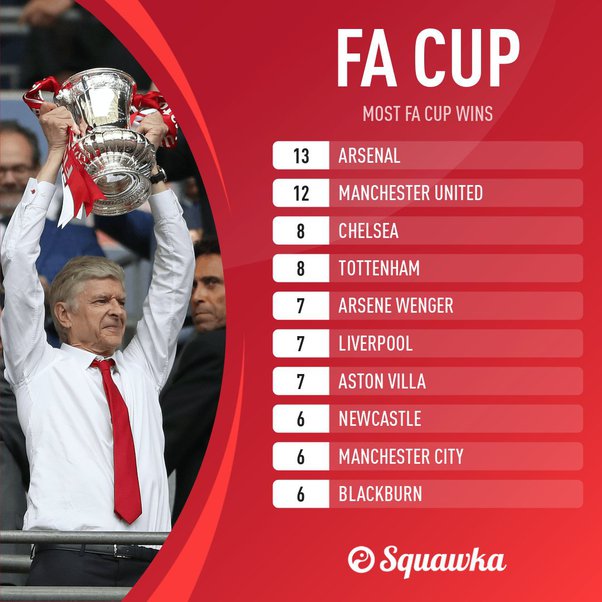 FA CUP
MOST FA CUP WINS
13 ARSENAL
12 MANCHESTER UNITED
8 CHELSEA
8 TOTTENHAM
7 ARSENE WENGER
7 LIVERPOOL
7 ASTON VILLA
6 NEWCASTLE
6 MANCHESTER CITY
6 BLACKBURN
Squawka